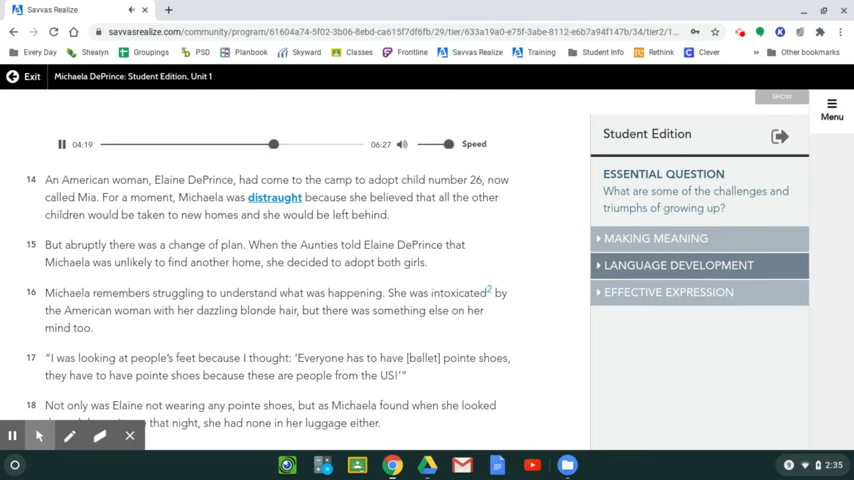 Savvas Realize
savvasrealize.com/community/program/61604a74-5f02-3b06-8ebd-ca615f7df6fb/29/tier/633a19a0-e75f-3abe-8112-e6b7a94f147b/34/tier2/1...
Every Day
Shealyn
Groupings
PSD
Planbook
Skyward
Classes
Frontline
Savvas Realize
Training
Student Info
Rethink
Clever
Other bookmarks
Exit
Michaela DePrince: Student Edition, Unit 1
SHOW
Menu
04:19
06:27
Speed
14 An American woman, Elaine DePrince, had come to the camp to adopt child number 26, now
called Mia. For a moment, Michaela was distraught because she believed that all the other
children would be taken to new homes and she would be left behind.
15 But abruptly there was a change of plan. When the Aunties told Elaine DePrince that
Michaela was unlikely to find another home, she decided to adopt both girls.
16 Michaela remembers struggling to understand what was happening. She was intoxicated2 by
the American woman with her dazzling blonde hair, but there was something else on her
mind too.
17 “I was looking at people’s feet because I thought: ‘Everyone has to have [ballet] pointe shoes,
they have to have pointe shoes because these are people from the US!’”
18 Not only was Elaine not wearing any pointe shoes, but as Michaela found when she looked
that night, she had none in her luggage either.
Student Edition
ESSENTIAL QUESTION
What are some of the challenges and
triumphs of growing up?
MAKING MEANING
LANGUAGE DEVELOPMENT
EFFECTIVE EXPRESSION
9
2:35